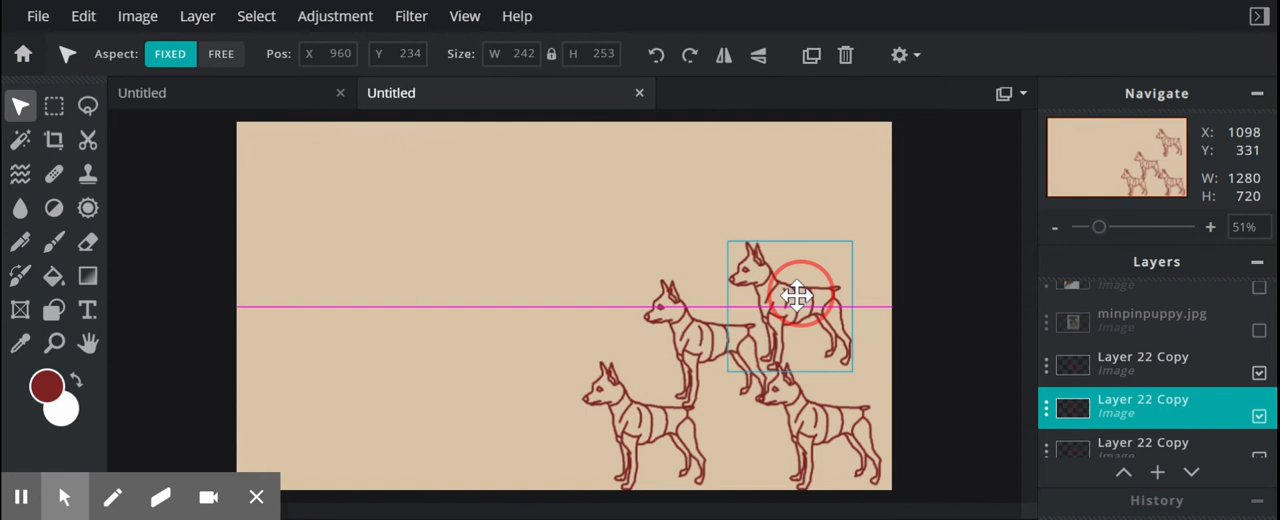 File Edit Image Layer Select Adjustment Filter View Help
Aspect: FIXED FREE Pos: X 960 Y 234 Size: W 242 H 253
Untitled × Untitled ×
Navigate
X: 1098
Y: 331
W: 1280
H: 720
- + 51%
Layers
Image
minpinpuppy.jpg
Image
Layer 22 Copy
Image
Layer 22 Copy
Image
Layer 22 Copy
History